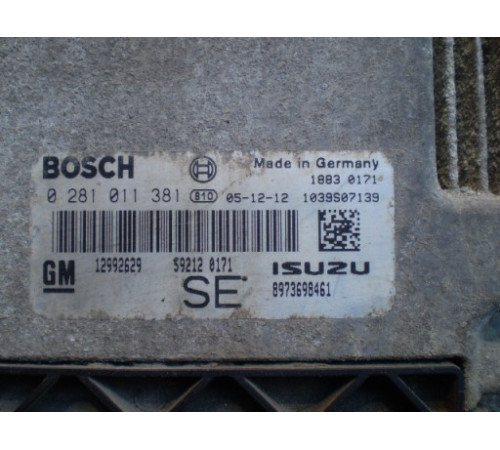 BOSCH Made in Germany
1883 0171
0 281 011 381 810 05-12-12 1039S07139
GM 12992629 59212 0171 ISUZU
SE 8973698461